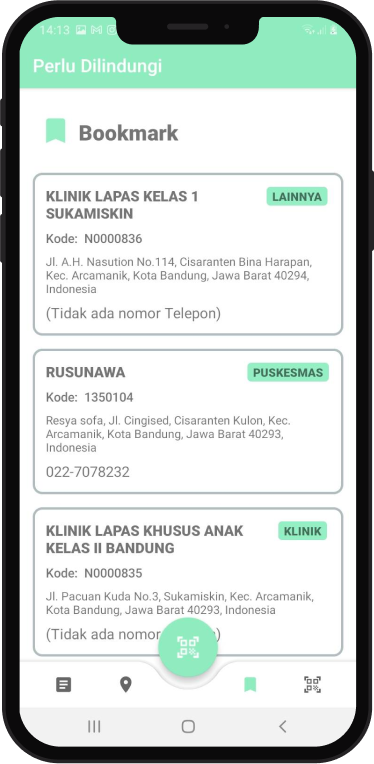 14:13
Perlu Dilindungi
Bookmark
KLINIK LAPAS KELAS 1
SUKAMISKIN
LAINNYA
Kode: N0000836
Jl. A.H. Nasution No.114, Cisaranten Bina Harapan,
Kec. Arcamanik, Kota Bandung, Jawa Barat 40294,
Indonesia
(Tidak ada nomor Telepon)
RUSUNAWA
PUSKESMAS
Kode: 1350104
Resya sofa, Jl. Cingised, Cisaranten Kulon, Kec.
Arcamanik, Kota Bandung, Jawa Barat 40293,
Indonesia
022-7078232
KLINIK LAPAS KHUSUS ANAK
KELAS II BANDUNG
KLINIK
Kode: N0000835
Jl. Pacuan Kuda No.3, Sukamiskin, Kec. Arcamanik,
Kota Bandung, Jawa Barat 40293, Indonesia
(Tidak ada nomor